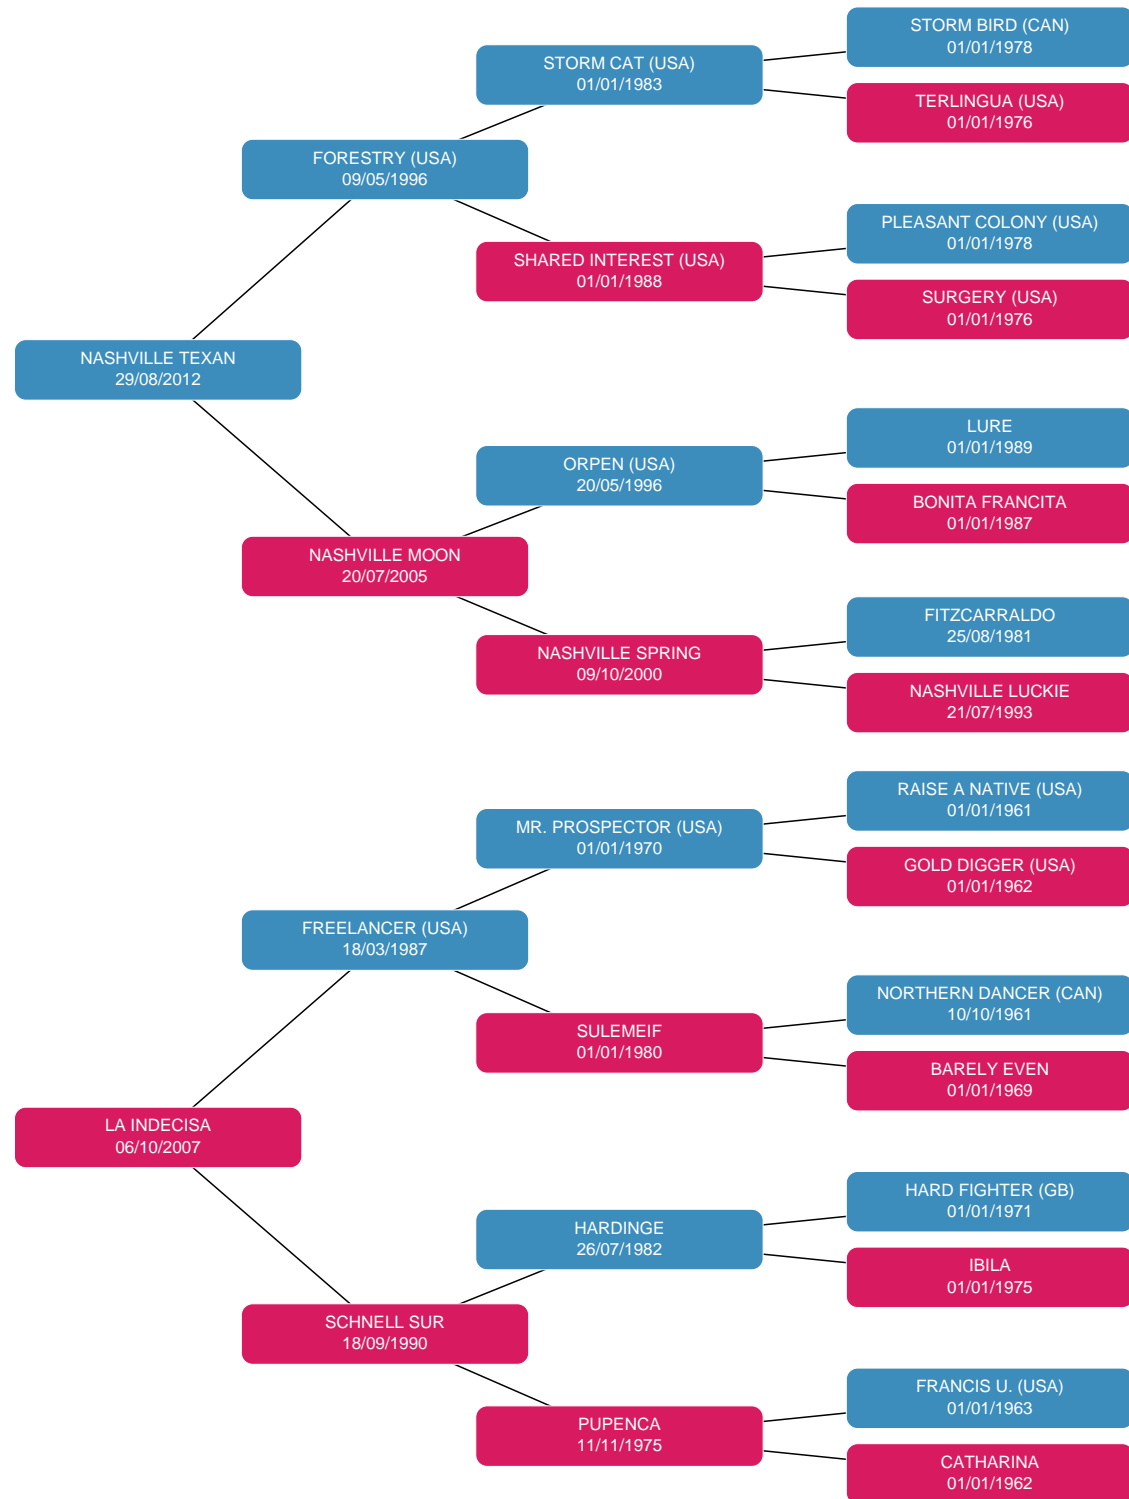 STORM BIRD (CAN)
01/01/1978
STORM CAT (USA)
01/01/1983
TERLINGUA (USA)
01/01/1976
FORESTRY (USA)
09/05/1996
PLEASANT COLONY (USA)
01/01/1978
SHARED INTEREST (USA)
01/01/1988
SURGERY (USA)
01/01/1976
NASHVILLE TEXAN
29/08/2012
LURE
01/01/1989
ORPEN (USA)
20/05/1996
BONITA FRANCITA
01/01/1987
NASHVILLE MOON
20/07/2005
FITZCARRALDO
25/08/1981
NASHVILLE SPRING
09/10/2000
NASHVILLE LUCKIE
21/07/1993
RAISE A NATIVE (USA)
01/01/1961
MR. PROSPECTOR (USA)
01/01/1970
GOLD DIGGER (USA)
01/01/1962
FREELANCER (USA)
18/03/1987
NORTHERN DANCER (CAN)
10/10/1961
SULEMEIF
01/01/1980
BARELY EVEN
01/01/1969
LA INDECISA
06/10/2007
HARD FIGHTER (GB)
01/01/1971
HARDINGE
26/07/1982
IBILA
01/01/1975
SCHNELL SUR
18/09/1990
FRANCIS U. (USA)
01/01/1963
PUPENCA
11/11/1975
CATHARINA
01/01/1962